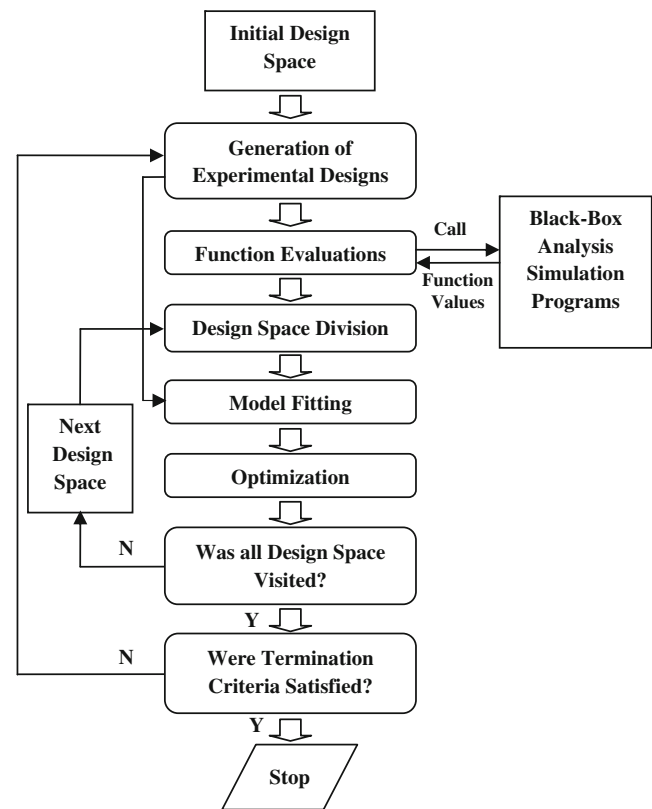 Initial Design
Space
Generation of
Experimental Designs
Function Evaluations
Call
Function
Values
Black-Box
Analysis
Simulation
Programs
Design Space Division
Model Fitting
Next
Design
Space
Optimization
Was all Design Space
Visited?
N
Y
Were Termination
Criteria Satisfied?
N
Y
Stop